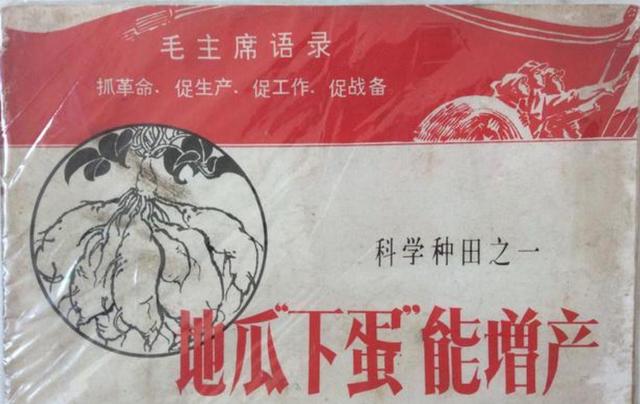 毛主席语录
抓革命、促生产、促工作、促战备
科学种田之一
地瓜“下蛋”能增产